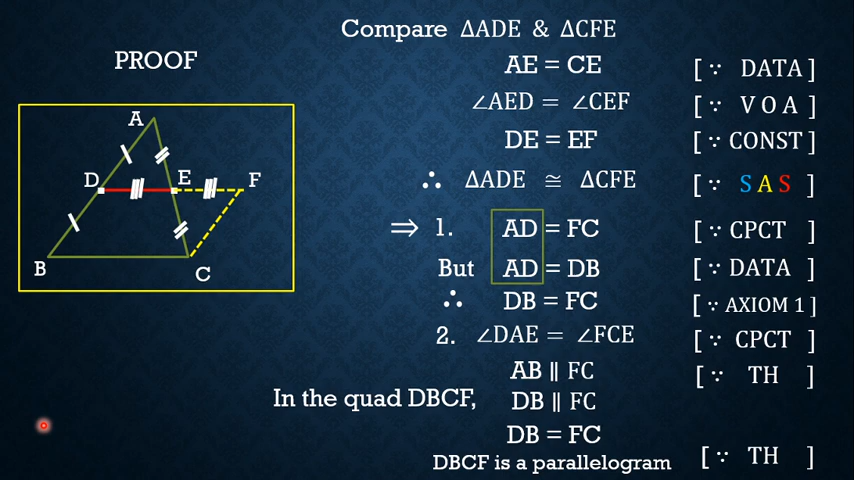 Compare ΔADE & ΔCFE
PROOF
AE = CE [ ∵ DATA ]
∠AED = ∠CEF [ ∵ V O A ]
DE = EF [ ∵ CONST ]
∴ ΔADE ≅ ΔCFE [ ∵ S A S ]
⇒ 1. AD = FC [ ∵ CPCT ]
But AD = DB [ ∵ DATA ]
∴ DB = FC [ ∵ AXIOM 1 ]
2. ∠DAE = ∠FCE [ ∵ CPCT ]
AB ∥ FC [ ∵ TH ]
In the quad DBCF, DB ∥ FC
DB = FC
DBCF is a parallelogram [ ∵ TH ]
A
D
E
F
B
C